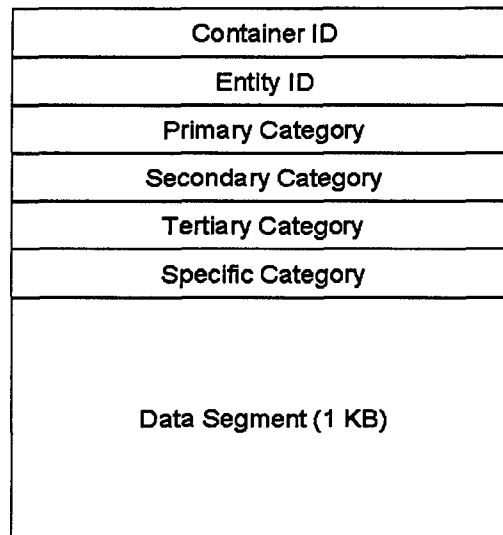 Container ID
Entity ID
Primary Category
Secondary Category
Tertiary Category
Specific Category
Data Segment (1 KB)